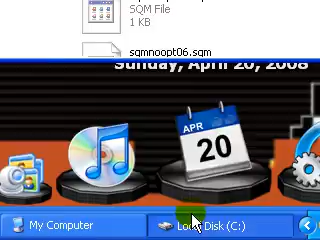 SQM File
1 KB
sqmnoopt06.sqm
Sunday, April 20, 2008
APR
20
My Computer
Local Disk (C:)